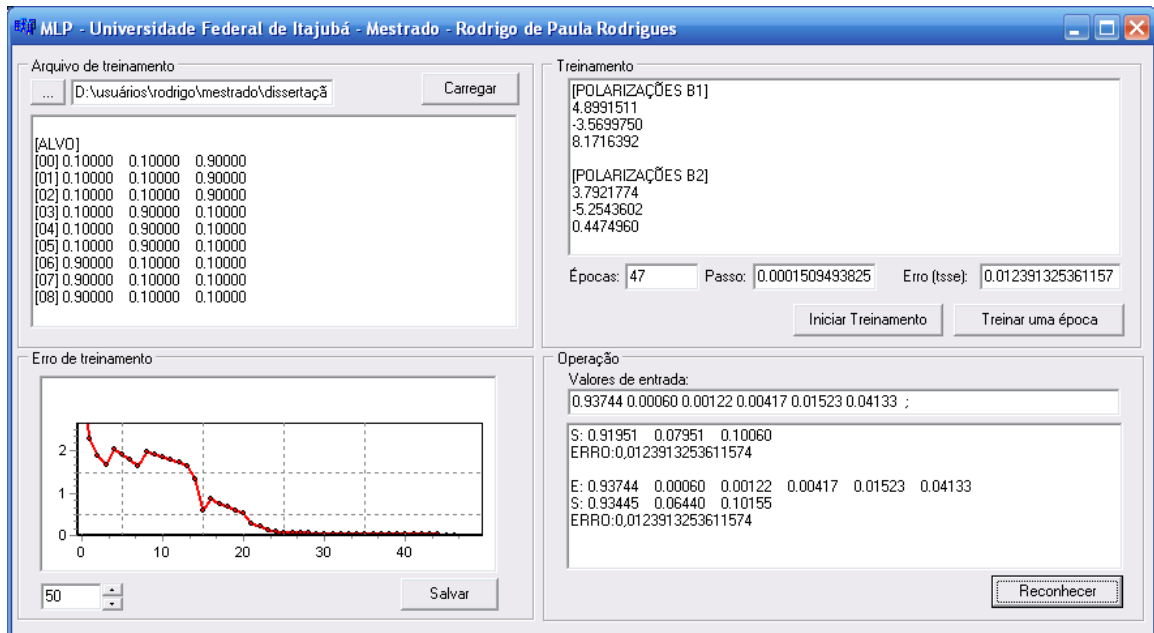 MLP - Universidade Federal de Itajubá - Mestrado - Rodrigo de Paula Rodrigues
Arquivo de treinamento
...
D:\usuários\rodrigo\mestrado\dissertaçã
Carregar
[ALVO]
[00] 0.10000 0.10000 0.90000
[01] 0.10000 0.10000 0.90000
[02] 0.10000 0.10000 0.90000
[03] 0.10000 0.90000 0.10000
[04] 0.10000 0.90000 0.10000
[05] 0.10000 0.90000 0.10000
[06] 0.90000 0.10000 0.10000
[07] 0.90000 0.10000 0.10000
[08] 0.90000 0.10000 0.10000
Treinamento
[POLARIZAÇÕES B1]
4.8991511
-3.5699750
8.1716392
[POLARIZAÇÕES B2]
3.7921774
-5.2543602
0.4474960
Épocas: 47 Passo: 0.0001509493825 Erro (tsse): 0.012391325361157
Iniciar Treinamento
Treinar uma época
Erro de treinamento
2
1
0
0 10 20 30 40
50
Salvar
Operação
Valores de entrada:
0.93744 0.00060 0.00122 0.00417 0.01523 0.04133 ;
S: 0.91951 0.07951 0.10060
ERRO:0,0123913253611574
E: 0.93744 0.00060 0.00122 0.00417 0.01523 0.04133
S: 0.93445 0.06440 0.10155
ERRO:0,0123913253611574
Reconhecer